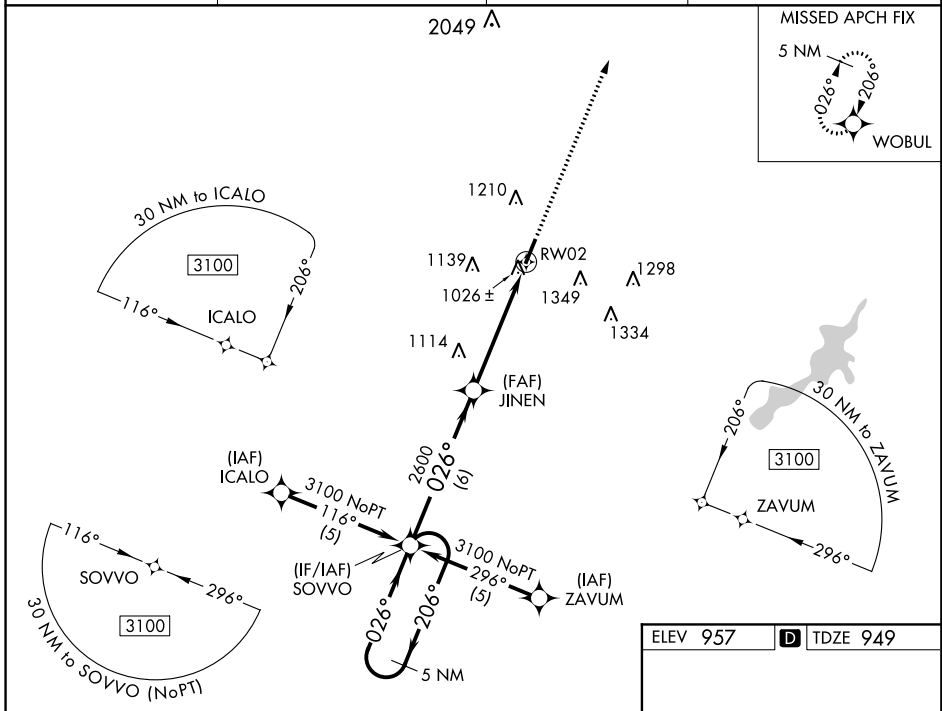 2049
MISSED APCH FIX
5 NM
026°
206°
WOBUL
30 NM to ICALO
3100
206°
116°
ICALO
1210
1139
RW02
1026 ±
1349
1298
1334
1114
(FAF)
JINEN
2600
026°
(6)
(IAF)
ICALO
3100 NoPT
116°
(5)
(IF/IAF)
SOVVO
3100 NoPT
296°
(5)
(IAF)
ZAVUM
026°
206°
5 NM
206°
30 NM to ZAVUM
3100
ZAVUM
296°
116°
SOVVO
296°
3100
30 NM to SOVVO (NoPT)
ELEV 957 D TDZE 949